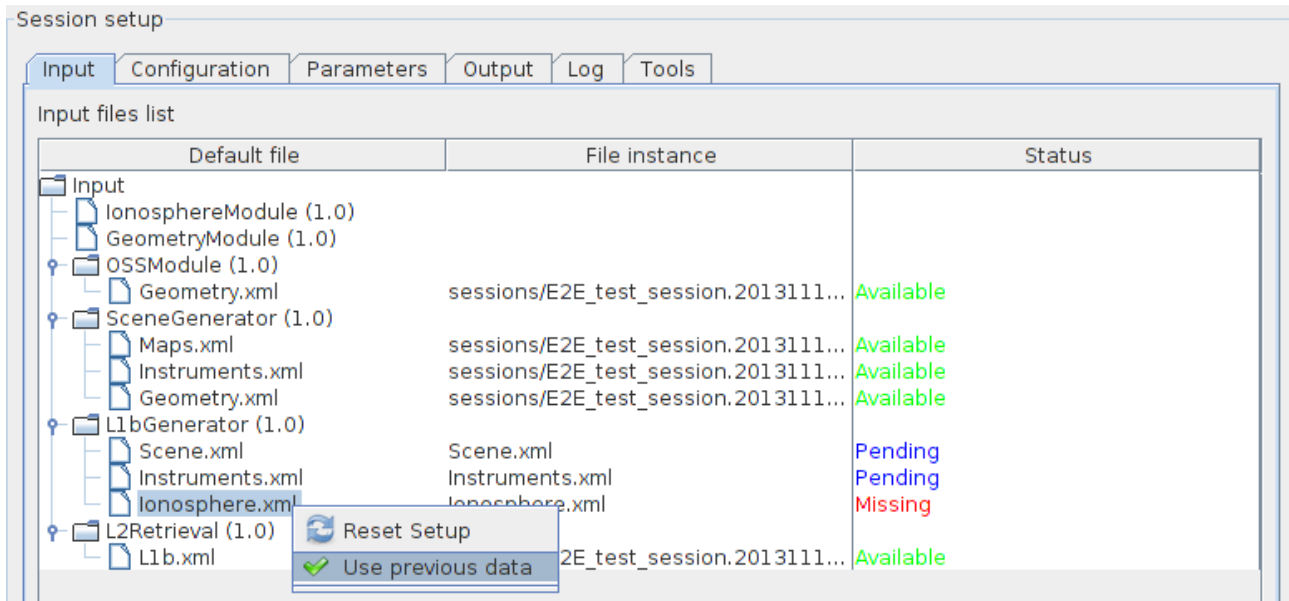 Session setup
Input Configuration Parameters Output Log Tools
Input files list
Default file File instance Status
Input
IonosphereModule (1.0)
GeometryModule (1.0)
OSSModule (1.0)
Geometry.xml sessions/E2E_test_session.2013111... Available
SceneGenerator (1.0)
Maps.xml sessions/E2E_test_session.2013111... Available
Instruments.xml sessions/E2E_test_session.2013111... Available
Geometry.xml sessions/E2E_test_session.2013111... Available
L1bGenerator (1.0)
Scene.xml Scene.xml Pending
Instruments.xml Instruments.xml Pending
Ionosphere.xml Ionosphere.xml Missing
L2Retrieval (1.0) Reset Setup
L1b.xml 2E_test_session.2013111... Available
Use previous data